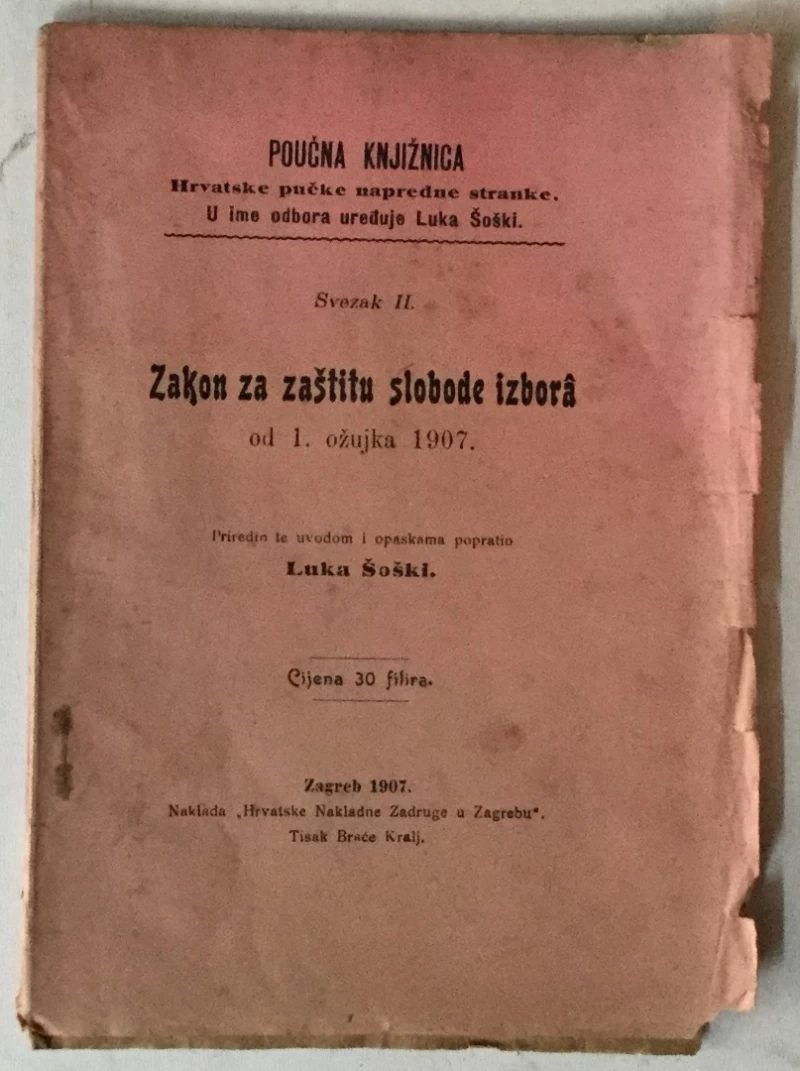 POUČNA KNJIŽNICA
Hrvatske pučke napredne stranke.
U ime odbora uređuje Luka Šoški.
Svezak II.
Zakon za zaštitu slobode izborâ
od 1. ožujka 1907.
Priredio te uvodom i opaskama popratio
Luka Šoški.
Cijena 30 filira.
Zagreb 1907.
Naklada „Hrvatske Nakladne Zadruge u Zagrebu“.
Tisak Braće Kralj.